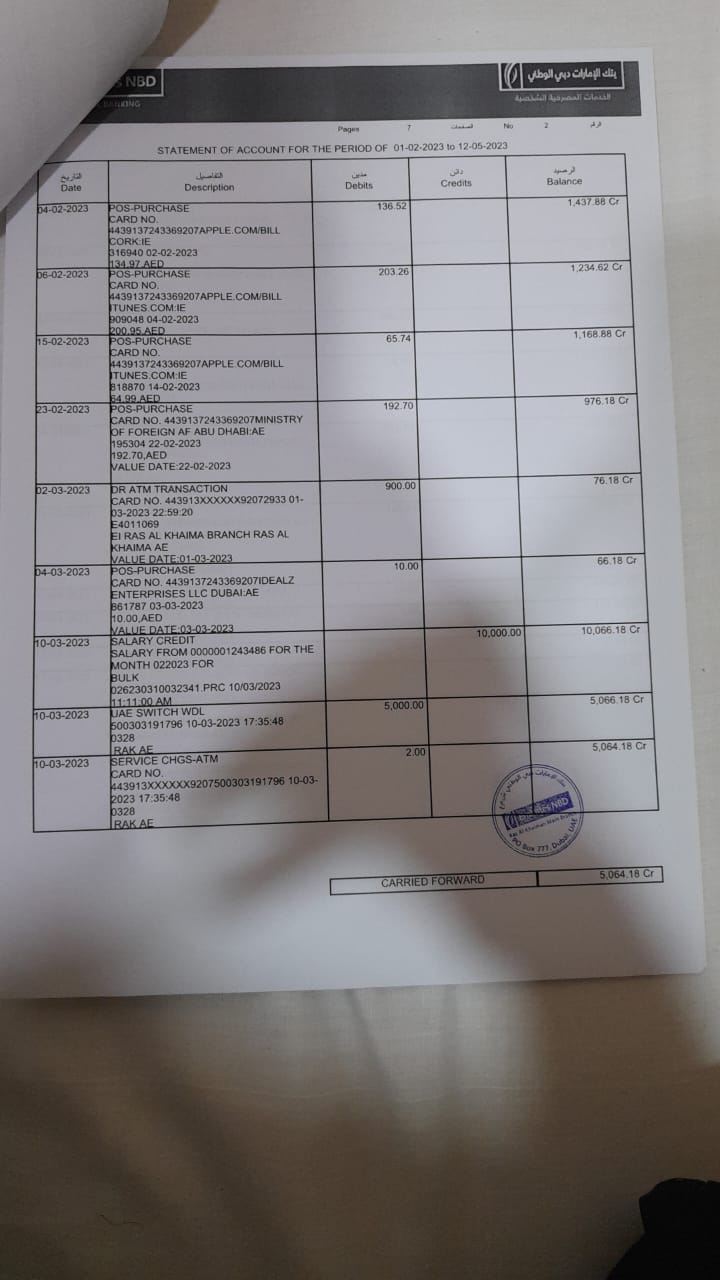 s NBD
BANKING
بنك الإمارات دبي الوطني
الخدمات المصرفية الشخصية
Pages 7 الصفحات No 2 الرقم
STATEMENT OF ACCOUNT FOR THE PERIOD OF 01-02-2023 to 12-05-2023
التاريخ التفاصيل مدين دائن الرصيد
Date Description Debits Credits Balance
04-02-2023 POS-PURCHASE 136.52 1,437.88 Cr
CARD NO.
4439137243369207APPLE.COM/BILL
CORK:IE
316940 02-02-2023
134.97,AED
06-02-2023 POS-PURCHASE 203.26 1,234.62 Cr
CARD NO.
4439137243369207APPLE.COM/BILL
ITUNES.COM:IE
909048 04-02-2023
200.95,AED
15-02-2023 POS-PURCHASE 65.74 1,168.88 Cr
CARD NO.
4439137243369207APPLE.COM/BILL
ITUNES.COM:IE
818870 14-02-2023
64.99,AED
23-02-2023 POS-PURCHASE 192.70 976.18 Cr
CARD NO. 4439137243369207MINISTRY
OF FOREIGN AF ABU DHABI:AE
195304 22-02-2023
192.70,AED
VALUE DATE:22-02-2023
02-03-2023 DR ATM TRANSACTION 900.00 76.18 Cr
CARD NO. 443913XXXXXX92072933 01-
03-2023 22:59:20
E4011069
EI RAS AL KHAIMA BRANCH RAS AL
KHAIMA AE
VALUE DATE:01-03-2023
04-03-2023 POS-PURCHASE 10.00 66.18 Cr
CARD NO. 4439137243369207IDEALZ
ENTERPRISES LLC DUBAI:AE
861787 03-03-2023
10.00,AED
VALUE DATE:03-03-2023
10-03-2023 SALARY CREDIT 10,000.00 10,066.18 Cr
SALARY FROM 0000001243486 FOR THE
MONTH 022023 FOR
BULK
026230310032341.PRC 10/03/2023
11:11:00 AM
10-03-2023 UAE SWITCH WDL 5,000.00 5,066.18 Cr
500303191796 10-03-2023 17:35:48
0328
RAK AE
10-03-2023 SERVICE CHGS-ATM 2.00 5,064.18 Cr
CARD NO.
443913XXXXXX9207500303191796 10-03-
2023 17:35:48
0328
RAK AE
NBD
PO Box 777, Dubai, UAE
CARRIED FORWARD 5,064.18 Cr